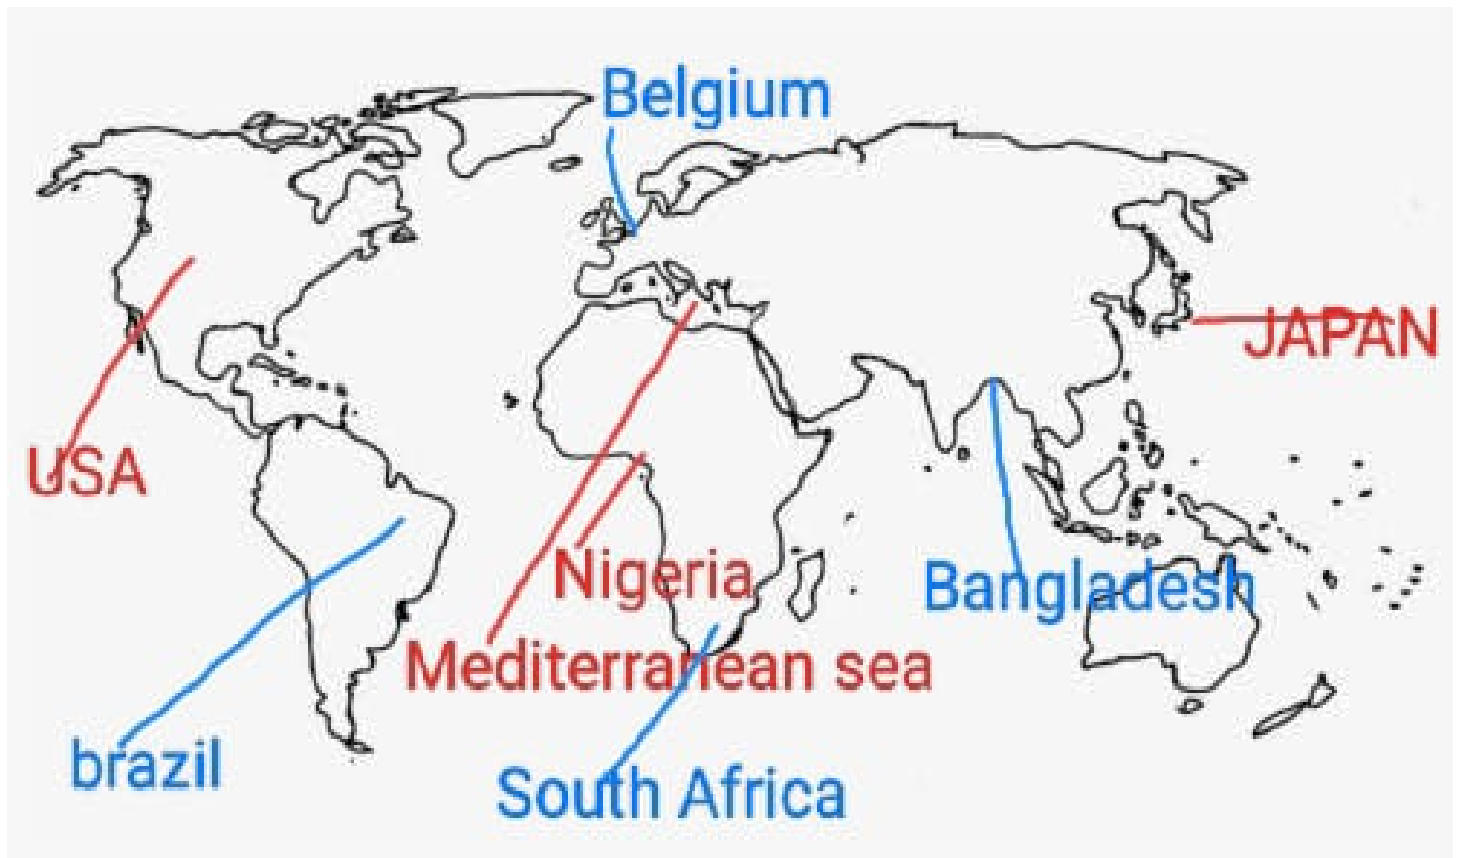 Belgium
JAPAN
USA
Nigeria
Bangladesh
Mediterranean sea
brazil
South Africa